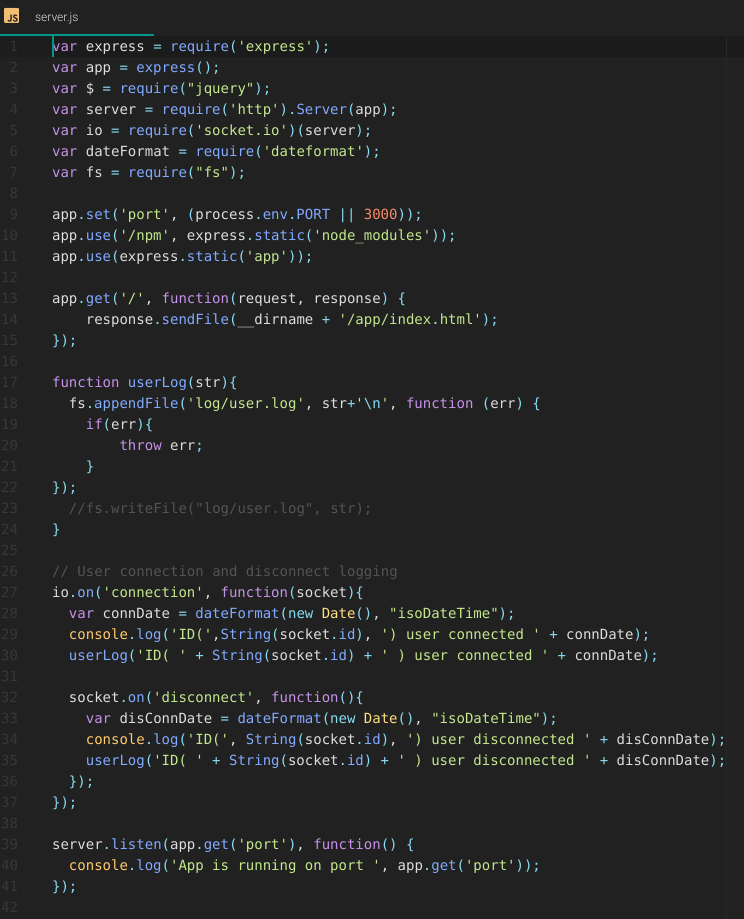 JS server.js
1 var express = require('express');
2 var app = express();
3 var $ = require("jquery");
4 var server = require('http').Server(app);
5 var io = require('socket.io')(server);
6 var dateFormat = require('dateformat');
7 var fs = require("fs");
8
9 app.set('port', (process.env.PORT || 3000));
10 app.use('/npm', express.static('node_modules'));
11 app.use(express.static('app'));
12
13 app.get('/', function(request, response) {
14     response.sendFile(__dirname + '/app/index.html');
15 });
16
17 function userLog(str){
18   fs.appendFile('log/user.log', str+'\n', function (err) {
19     if(err){
20         throw err;
21     }
22 });
23   //fs.writeFile("log/user.log", str);
24 }
25
26 // User connection and disconnect logging
27 io.on('connection', function(socket){
28   var connDate = dateFormat(new Date(), "isoDateTime");
29   console.log('ID(',String(socket.id), ') user connected ' + connDate);
30   userLog('ID( ' + String(socket.id) + ' ) user connected ' + connDate);
31
32   socket.on('disconnect', function(){
33     var disConnDate = dateFormat(new Date(), "isoDateTime");
34     console.log('ID(', String(socket.id), ') user disconnected ' + disConnDate);
35     userLog('ID( ' + String(socket.id) + ' ) user disconnected ' + disConnDate);
36   });
37 });
38
39 server.listen(app.get('port'), function() {
40   console.log('App is running on port ', app.get('port'));
41 });
42